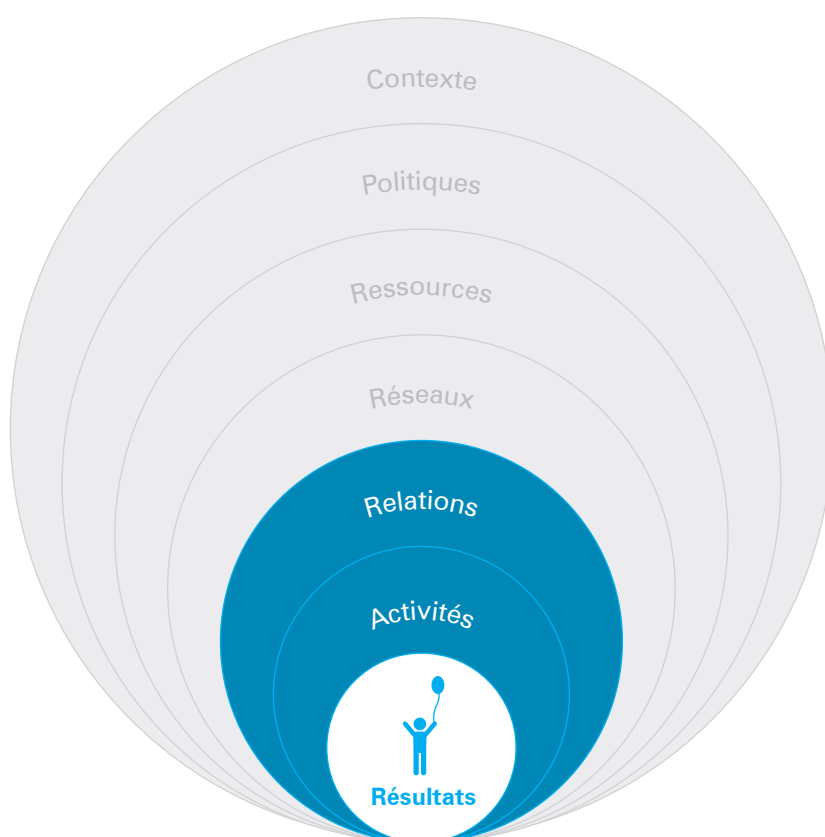 Contexte
Politiques
Ressources
Réseaux
Relations
Activités
Résultats